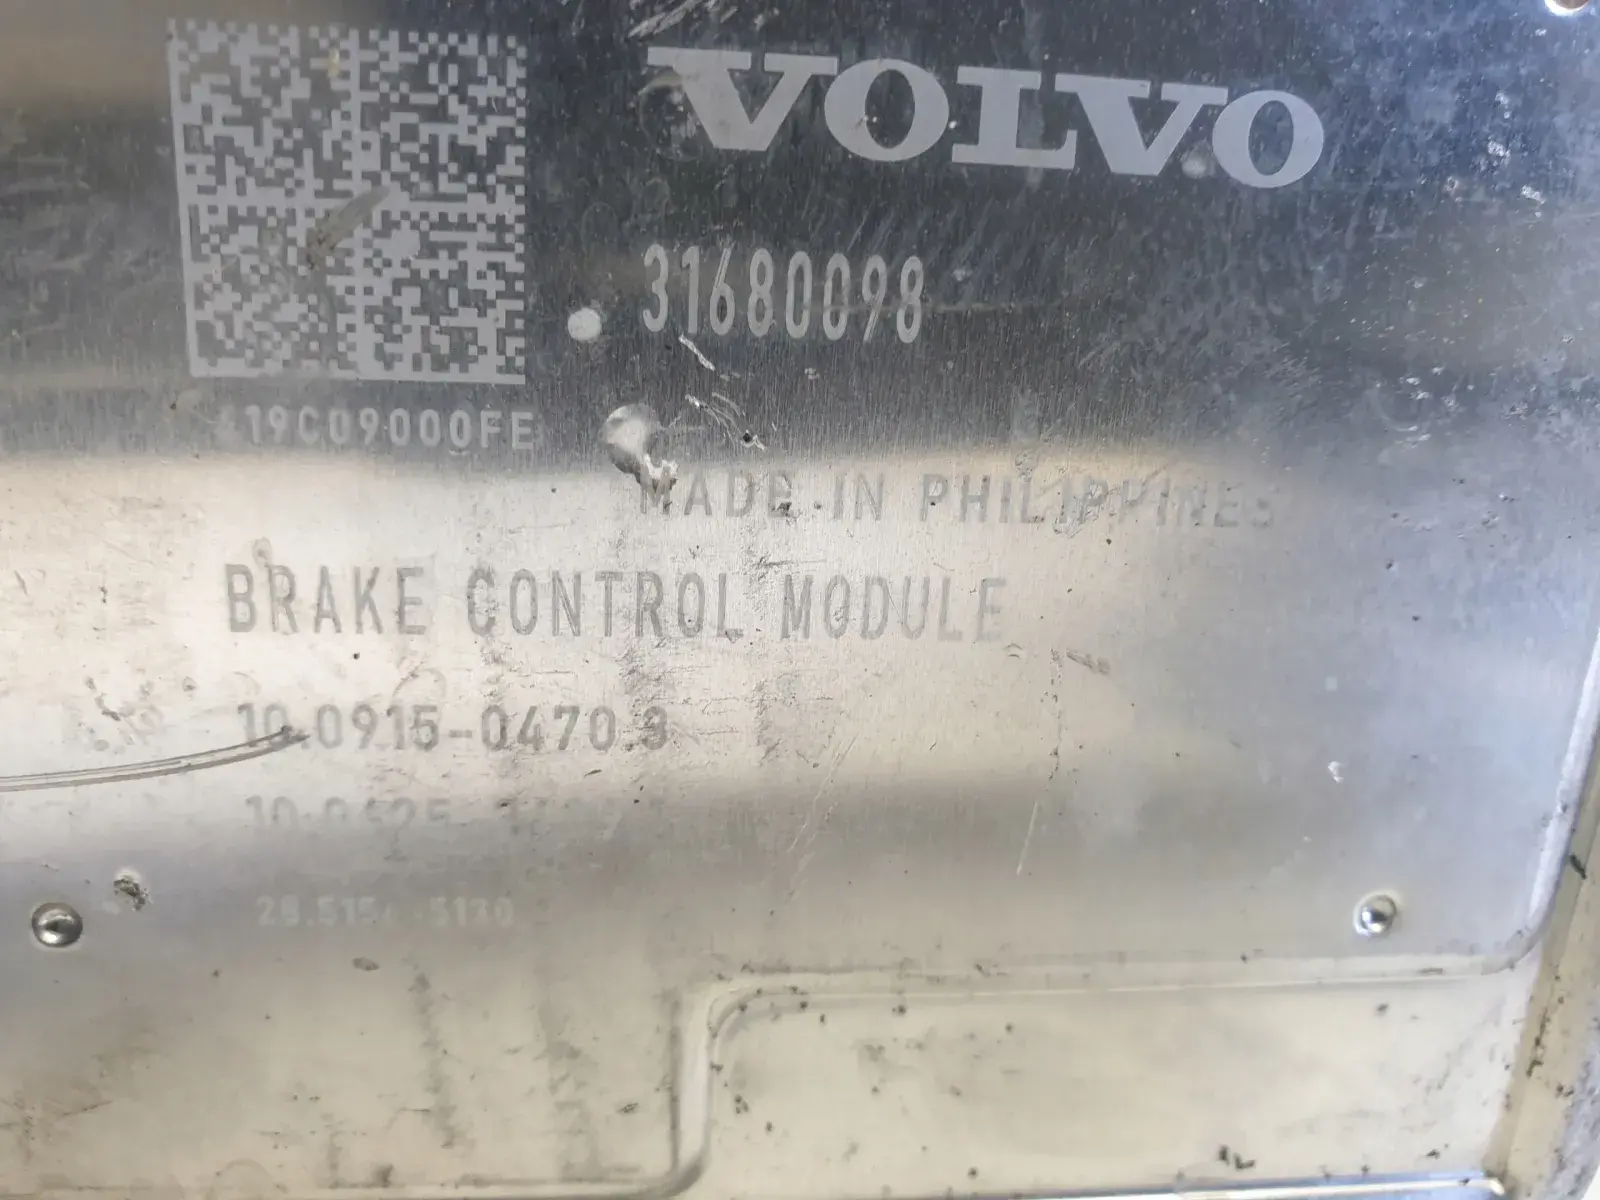 VOLVO
31680098
19C09000FE
MADE IN PHILIPPINES
BRAKE CONTROL MODULE
10.0915-0470.3